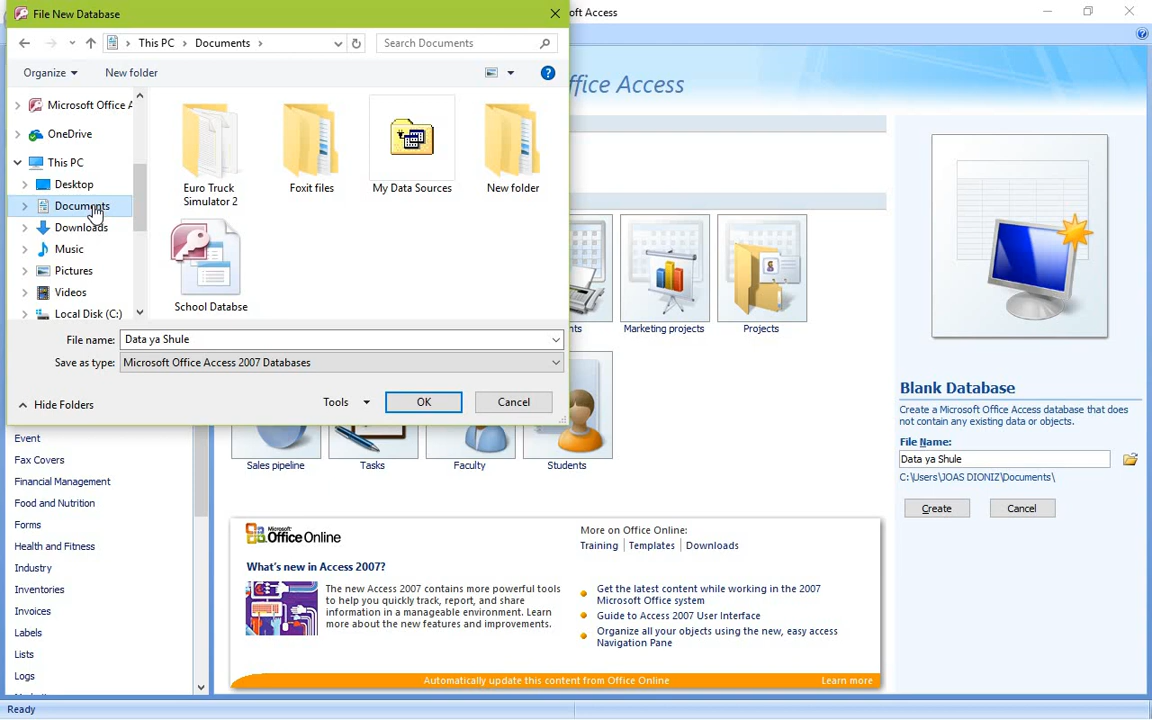 File New Database
oft Access
This PC
Documents
Search Documents
Organize
New folder
Microsoft Office A
OneDrive
This PC
Desktop
Documents
Downloads
Music
Pictures
Videos
Local Disk (C:)
Euro Truck
Simulator 2
Foxit files
My Data Sources
New folder
School Databse
File name:
Data ya Shule
Save as type:
Microsoft Office Access 2007 Databases
Hide Folders
Tools
OK
Cancel
ffice Access
nts
Marketing projects
Projects
Sales pipeline
Tasks
Faculty
Students
Event
Fax Covers
Financial Management
Food and Nutrition
Forms
Health and Fitness
Industry
Inventories
Invoices
Labels
Lists
Logs
Microsoft
Office Online
More on Office Online:
Training | Templates | Downloads
What's new in Access 2007?
The new Access 2007 contains more powerful tools
to help you quickly track, report, and share
information in a manageable environment. Learn
more about the new features and improvements.
Get the latest content while working in the 2007
Microsoft Office system
Guide to Access 2007 User Interface
Organize all your objects using the new, easy access
Navigation Pane
Automatically update this content from Office Online
Learn more
Blank Database
Create a Microsoft Office Access database that does
not contain any existing data or objects.
File Name:
Data ya Shule
C:\Users\JOAS DIONIZ\Documents\
Create
Cancel
Ready